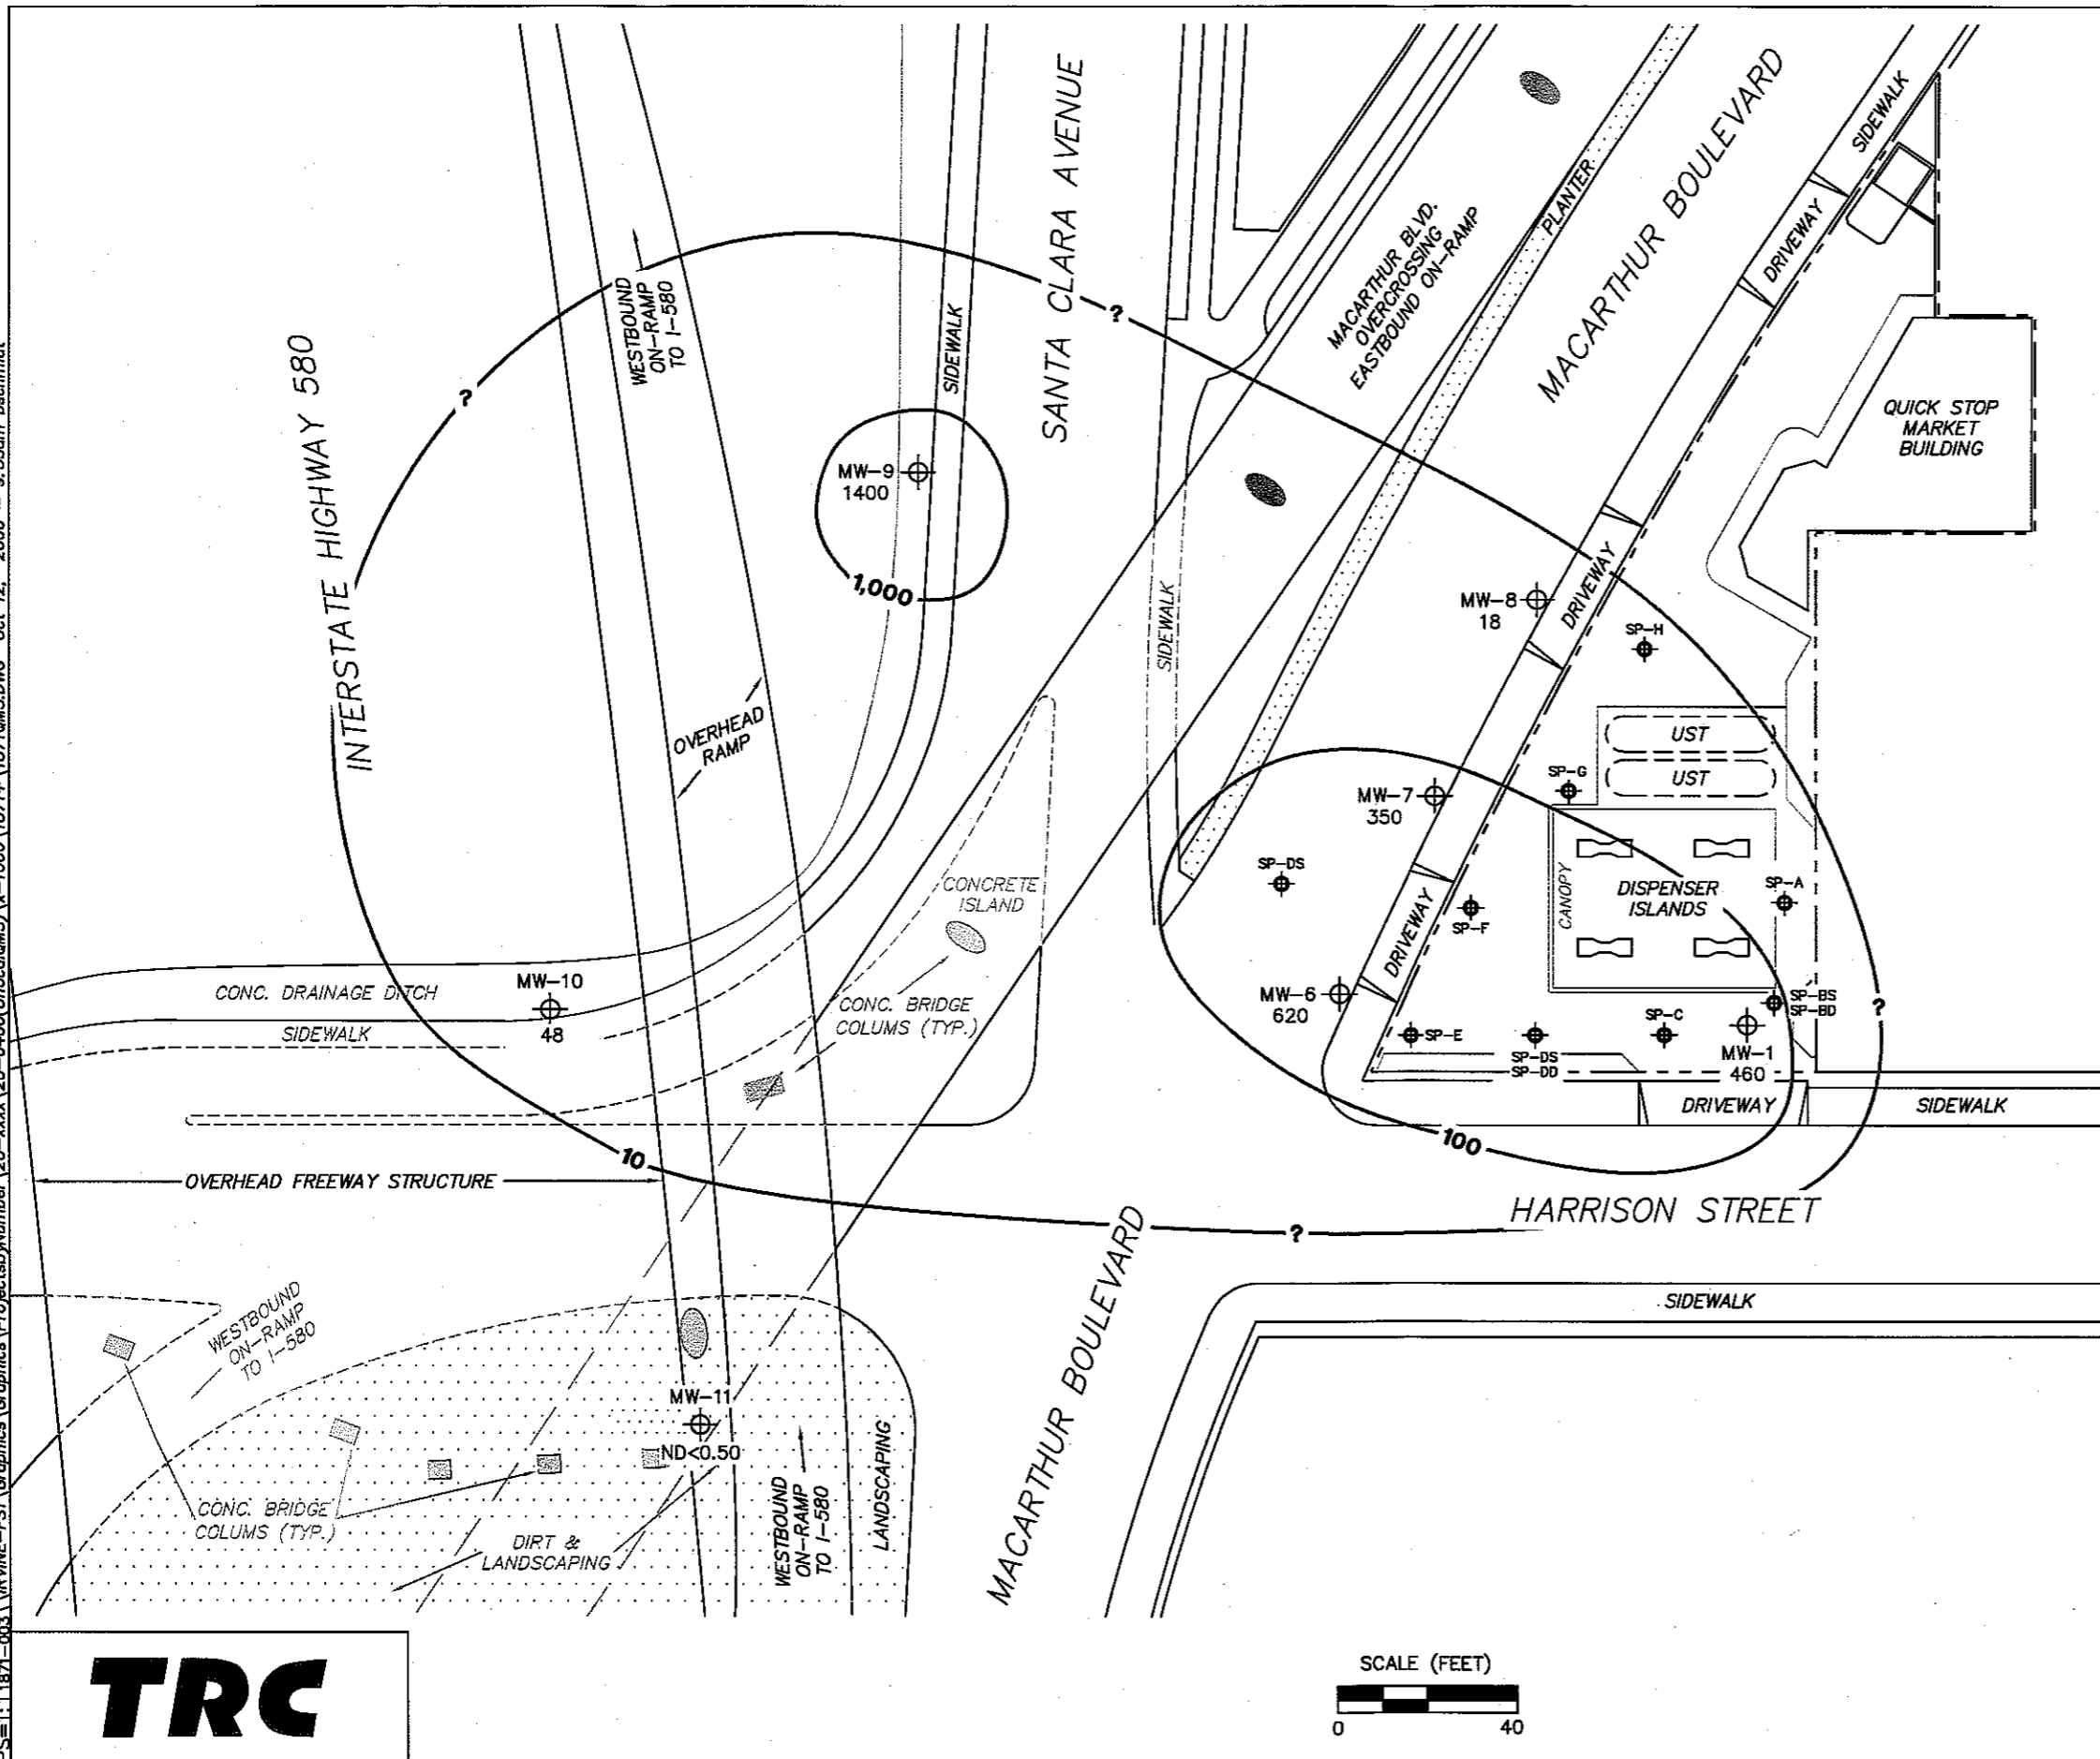 SANTA CLARA AVENUE
MACARTHUR BOULEVARD
SIDEWALK
PLANTER
DRIVEWAY
MACARTHUR BLVD.
OVERCROSSING
EASTBOUND ON-RAMP
WESTBOUND
ON-RAMP
TO I-580
?
INTERSTATE HIGHWAY 580
?
SIDEWALK
QUICK STOP
MARKET
BUILDING
MW-9
1400
1,000
SIDEWALK
MW-8
18
DRIVEWAY
SP-H
OVERHEAD
RAMP
UST
UST
SP-G
MW-7
350
SP-DS
CONCRETE
ISLAND
DRIVEWAY
SP-F
CANOPY
DISPENSER
ISLANDS
SP-A
MW-10
48
CONC. DRAINAGE DITCH
SIDEWALK
CONC. BRIDGE
COLUMS (TYP.)
MW-6
620
SP-E
SP-DS
SP-DD
SP-C
SP-BS
SP-BD
MW-1
460
?
DRIVEWAY
SIDEWALK
100
10
OVERHEAD FREEWAY STRUCTURE
?
HARRISON STREET
MACARTHUR BOULEVARD
SIDEWALK
WESTBOUND
ON-RAMP
TO I-580
MW-11
ND<0.50
CONC. BRIDGE
COLUMS (TYP.)
DIRT &
LANDSCAPING
WESTBOUND
ON-RAMP
TO I-580
LANDSCAPING
TRC
SCALE (FEET)
0 40